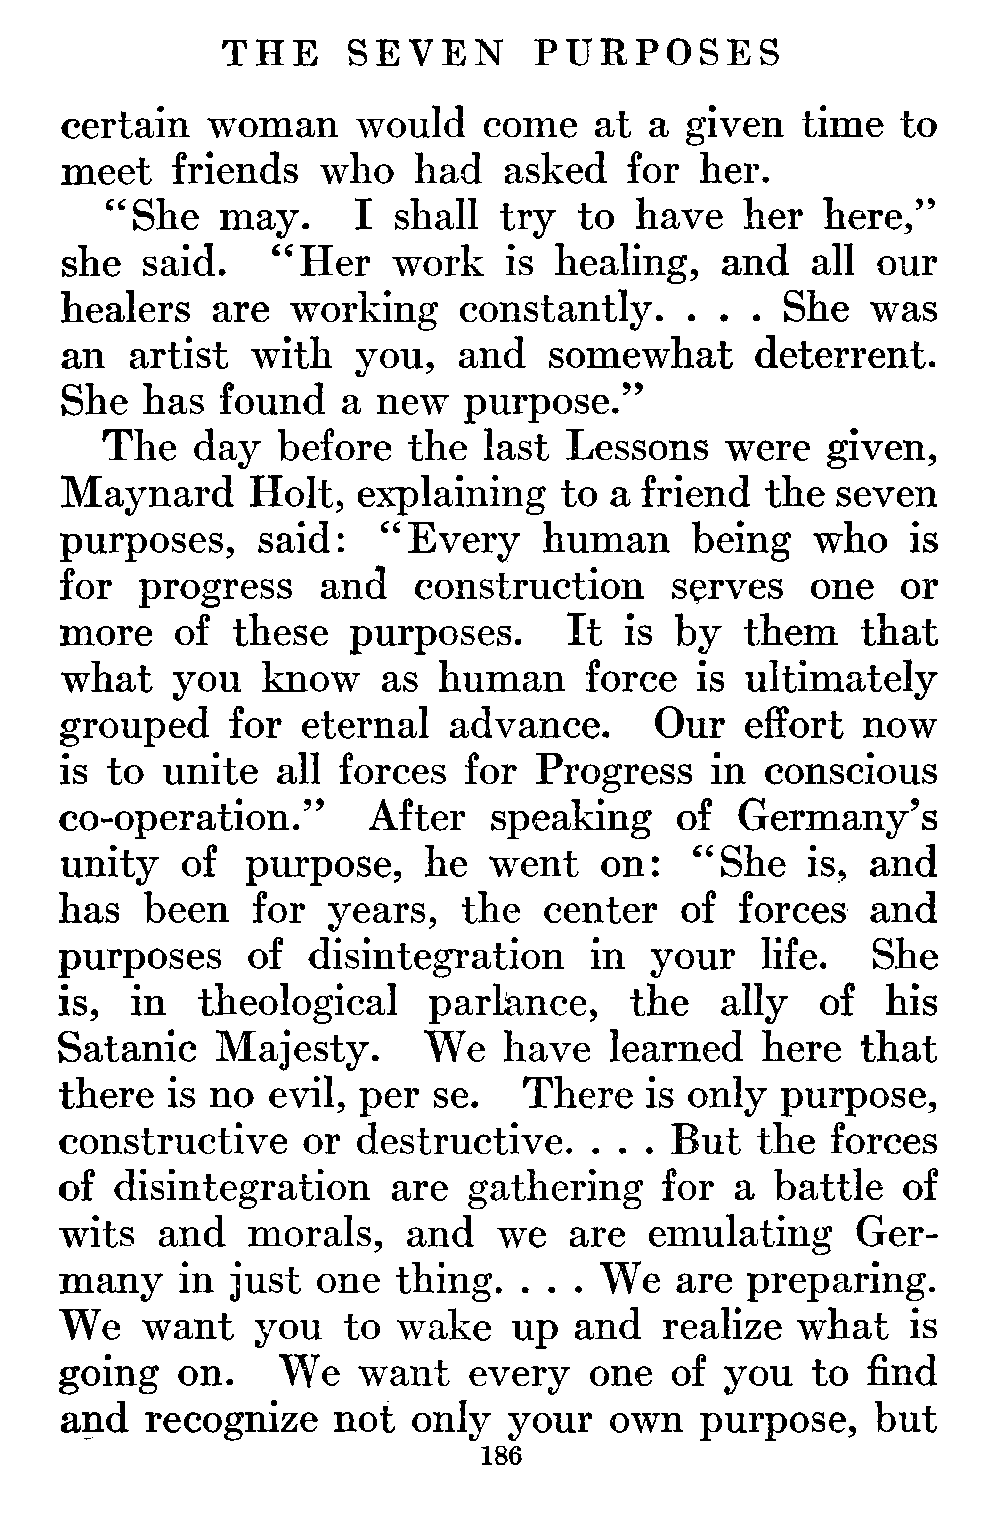 THE SEVEN PURPOSES
certain woman would come at a given time to
meet friends who had asked for her.
“She may. I shall try to have her here,”
she said. “Her work is healing, and all our
healers are working constantly. . . . She was
an artist with you, and somewhat deterrent.
She has found a new purpose.”
The day before the last Lessons were given,
Maynard Holt, explaining to a friend the seven
purposes, said: “Every human being who is
for progress and construction serves one or
more of these purposes. It is by them that
what you know as human force is ultimately
grouped for eternal advance. Our effort now
is to unite all forces for Progress in conscious
co-operation.” After speaking of Germany’s
unity of purpose, he went on: “She is, and
has been for years, the center of forces and
purposes of disintegration in your life. She
is, in theological parlance, the ally of his
Satanic Majesty. We have learned here that
there is no evil, per se. There is only purpose,
constructive or destructive. . . . But the forces
of disintegration are gathering for a battle of
wits and morals, and we are emulating Ger-
many in just one thing. . . . We are preparing.
We want you to wake up and realize what is
going on. We want every one of you to find
and recognize not only your own purpose, but
186